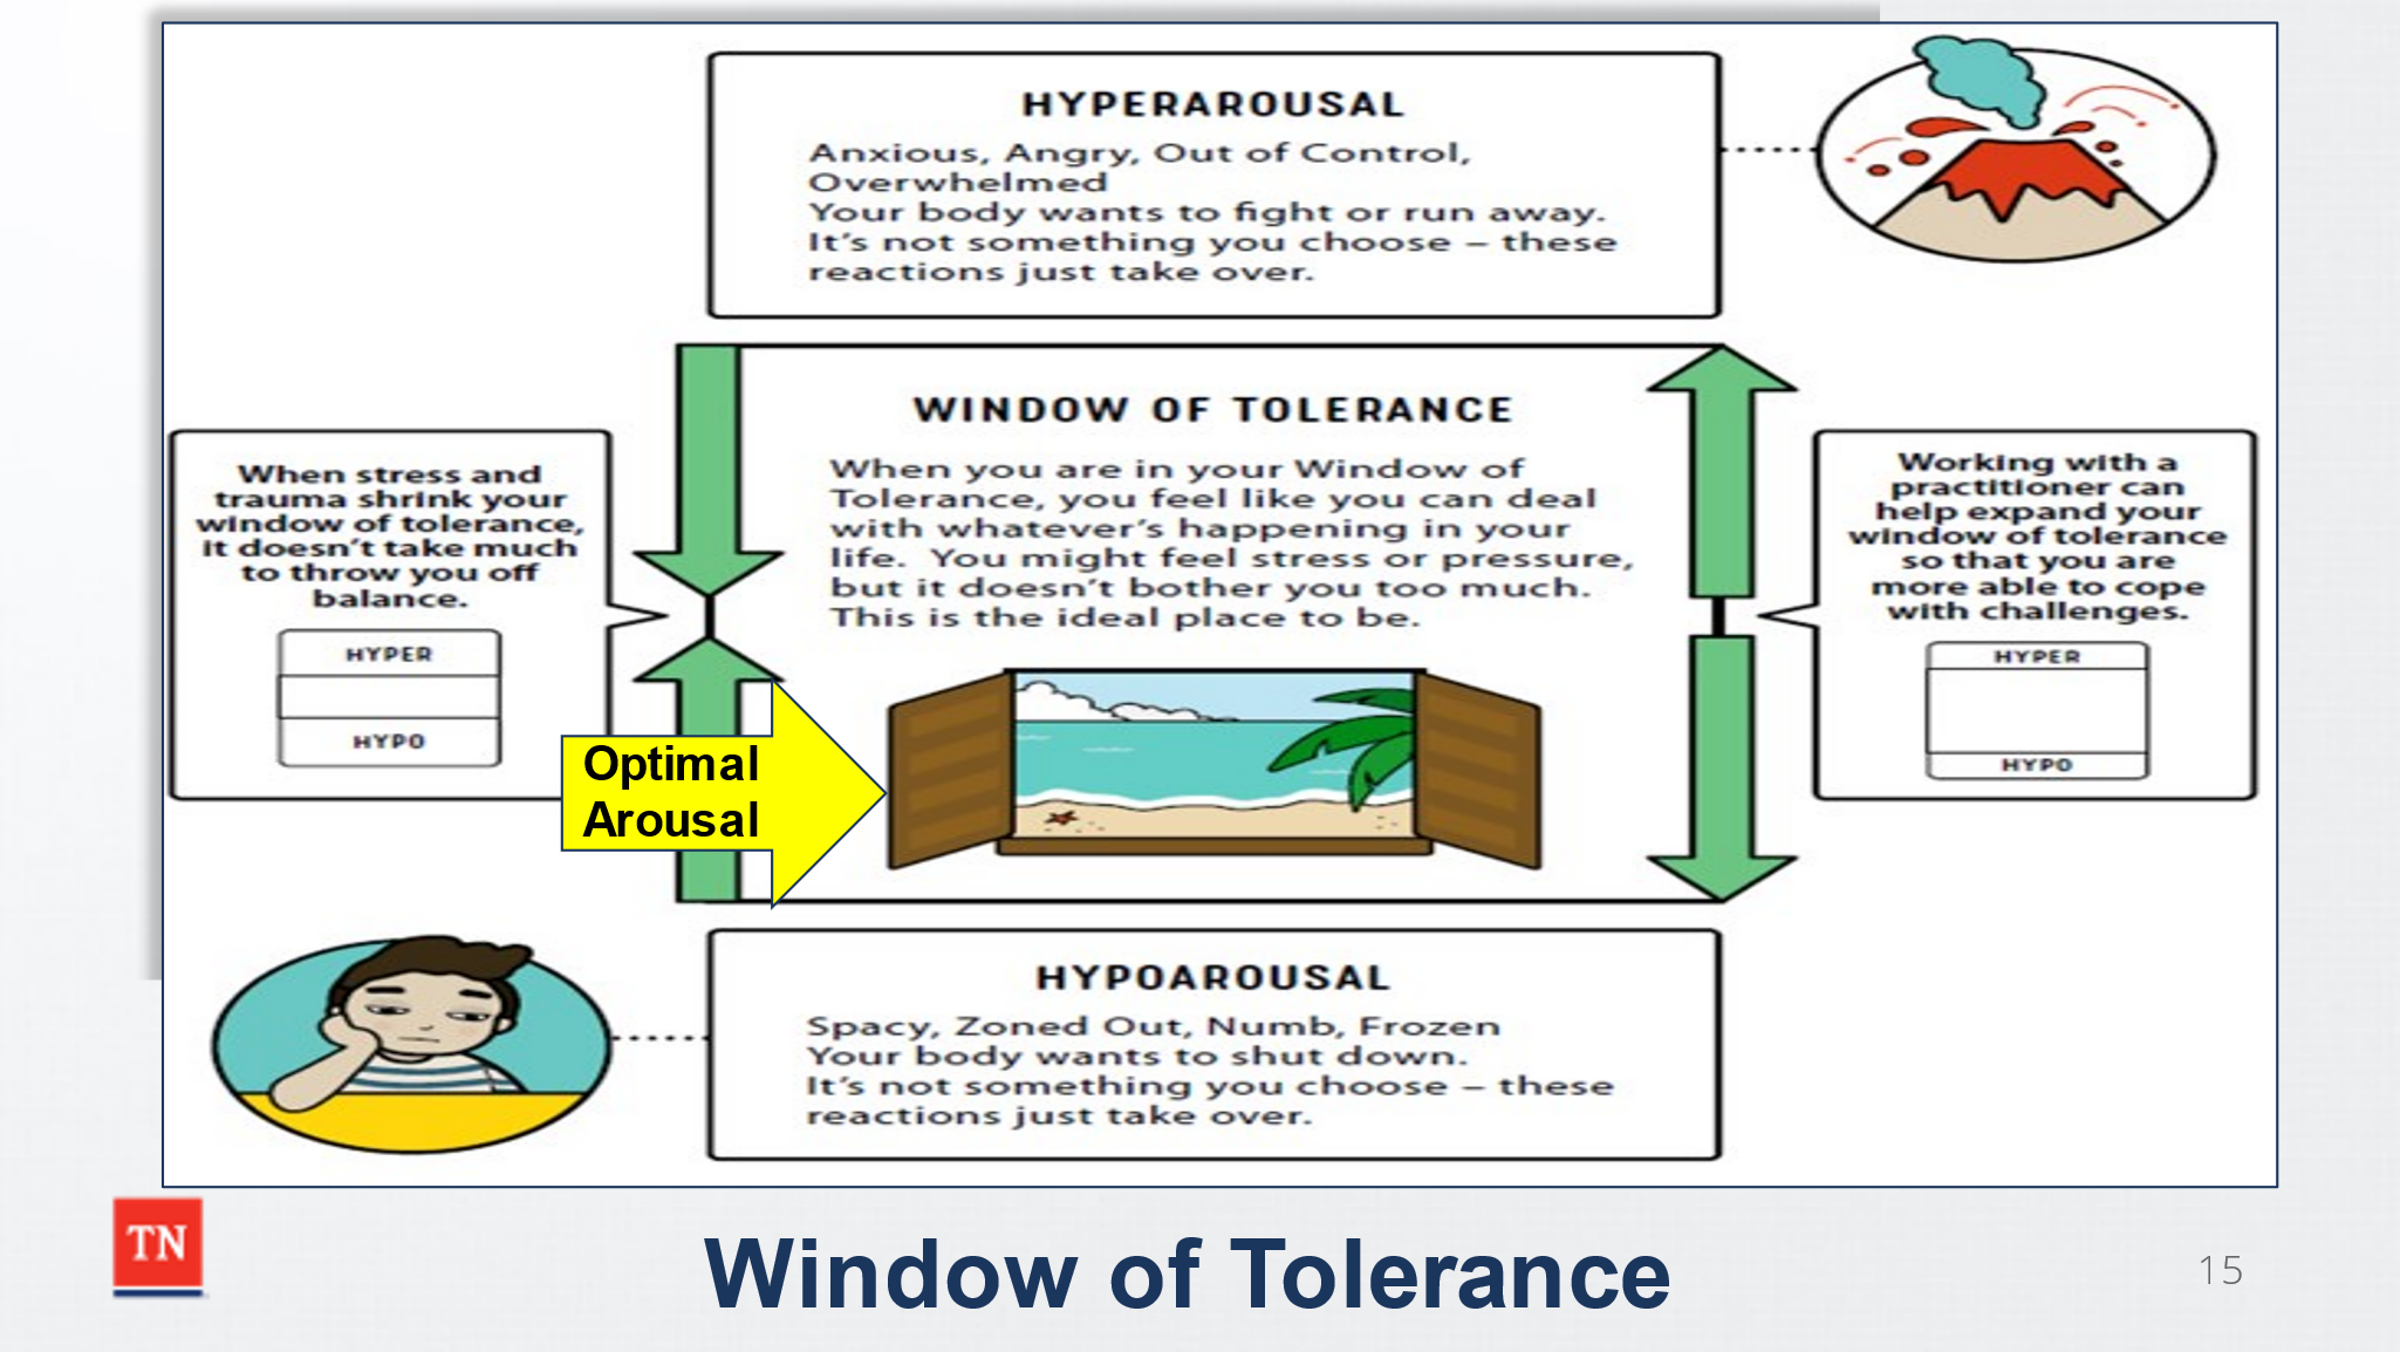 HYPERAROUSAL
Anxious, Angry, Out of Control,
Overwhelmed
Your body wants to fight or run away.
It's not something you choose – these
reactions just take over.
When stress and
trauma shrink your
window of tolerance,
it doesn't take much
to throw you off
balance.
HYPER
HYPO
WINDOW OF TOLERANCE
When you are in your Window of
Tolerance, you feel like you can deal
with whatever's happening in your
life.  You might feel stress or pressure,
but it doesn't bother you too much.
This is the ideal place to be.
Optimal
Arousal
Working with a
practitioner can
help expand your
window of tolerance
so that you are
more able to cope
with challenges.
HYPER
HYPO
HYPOAROUSAL
Spacy, Zoned Out, Numb, Frozen
Your body wants to shut down.
It's not something you choose – these
reactions just take over.
TN
Window of Tolerance
15